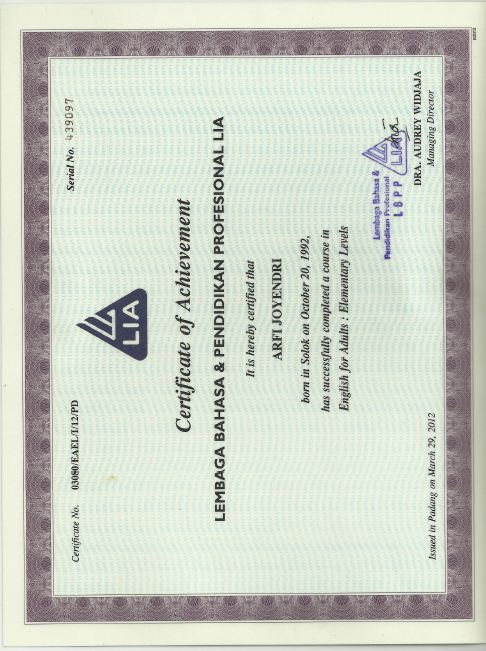 Certificate No. 03080/EAEL/I/12/PD
Serial No. 439097
LIA
Certificate of Achievement
LEMBAGA BAHASA & PENDIDIKAN PROFESIONAL LIA
It is hereby certified that
ARFI JOYENDRI
born in Solok on October 20, 1992,
has successfully completed a course in
English for Adults : Elementary Levels
Lembaga Bahasa &
Pendidikan Profesional
LBPP LIA
Issued in Padang on March 29, 2012
DRA. AUDREY WIDJAJA
Managing Director